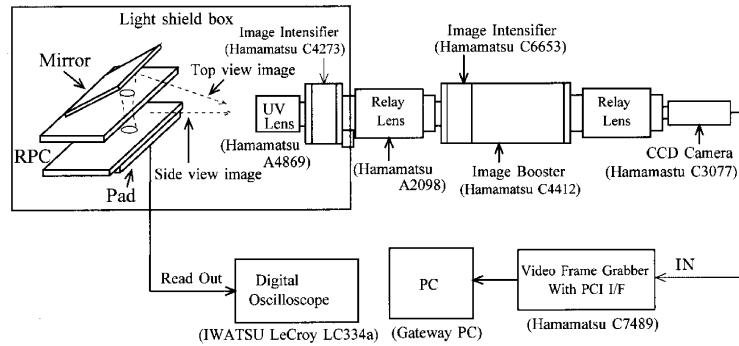 Light shield box
Mirror
Top view image
RPC
Pad
Side view image
Image Intensifier
(Hamamatsu C4273)
UV
Lens
(Hamamatsu
A4869)
Relay
Lens
(Hamamatsu
A2098)
Image Intensifier
(Hamamatsu C6653)
Image Booster
(Hamamatsu C4412)
Relay
Lens
CCD Camera
(Hamamastu C3077)
Read Out
Digital
Oscilloscope
(IWATSU LeCroy LC334a)
PC
(Gateway PC)
Video Frame Grabber
With PCI I/F
(Hamamatsu C7489)
IN